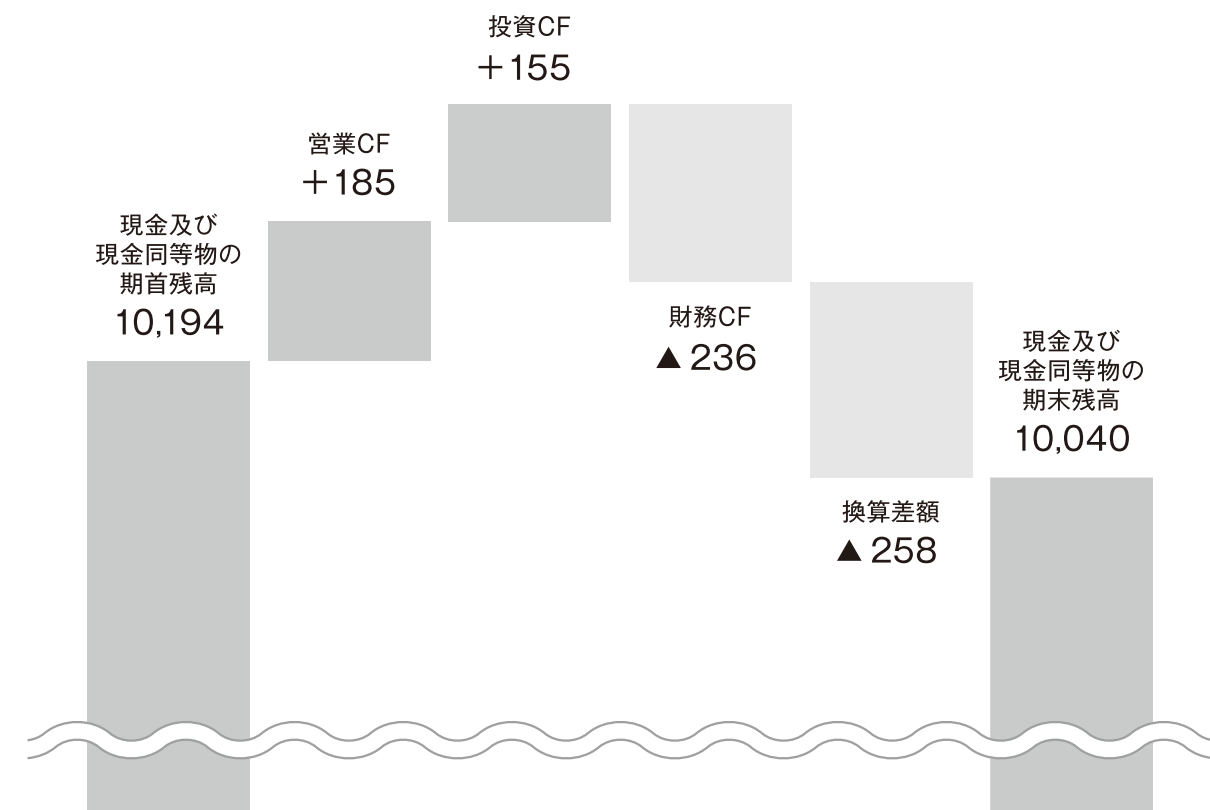 現金及び
現金同等物の
期首残高
10,194
営業CF
＋185
投資CF
＋155
財務CF
▲ 236
換算差額
▲ 258
現金及び
現金同等物の
期末残高
10,040